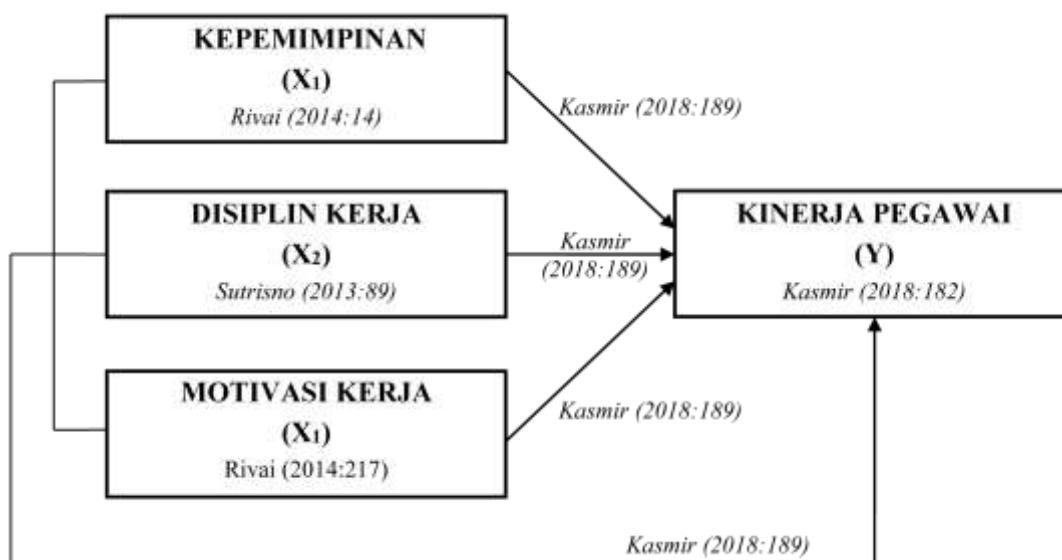 KEPEMIMPINAN
(X₁)
Rivai (2014:14)
Kasmir (2018:189)
DISIPLIN KERJA
(X₂)
Sutrisno (2013:89)
Kasmir
(2018:189)
KINERJA PEGAWAI
(Y)
Kasmir (2018:182)
MOTIVASI KERJA
(X₁)
Rivai (2014:217)
Kasmir (2018:189)
Kasmir (2018:189)